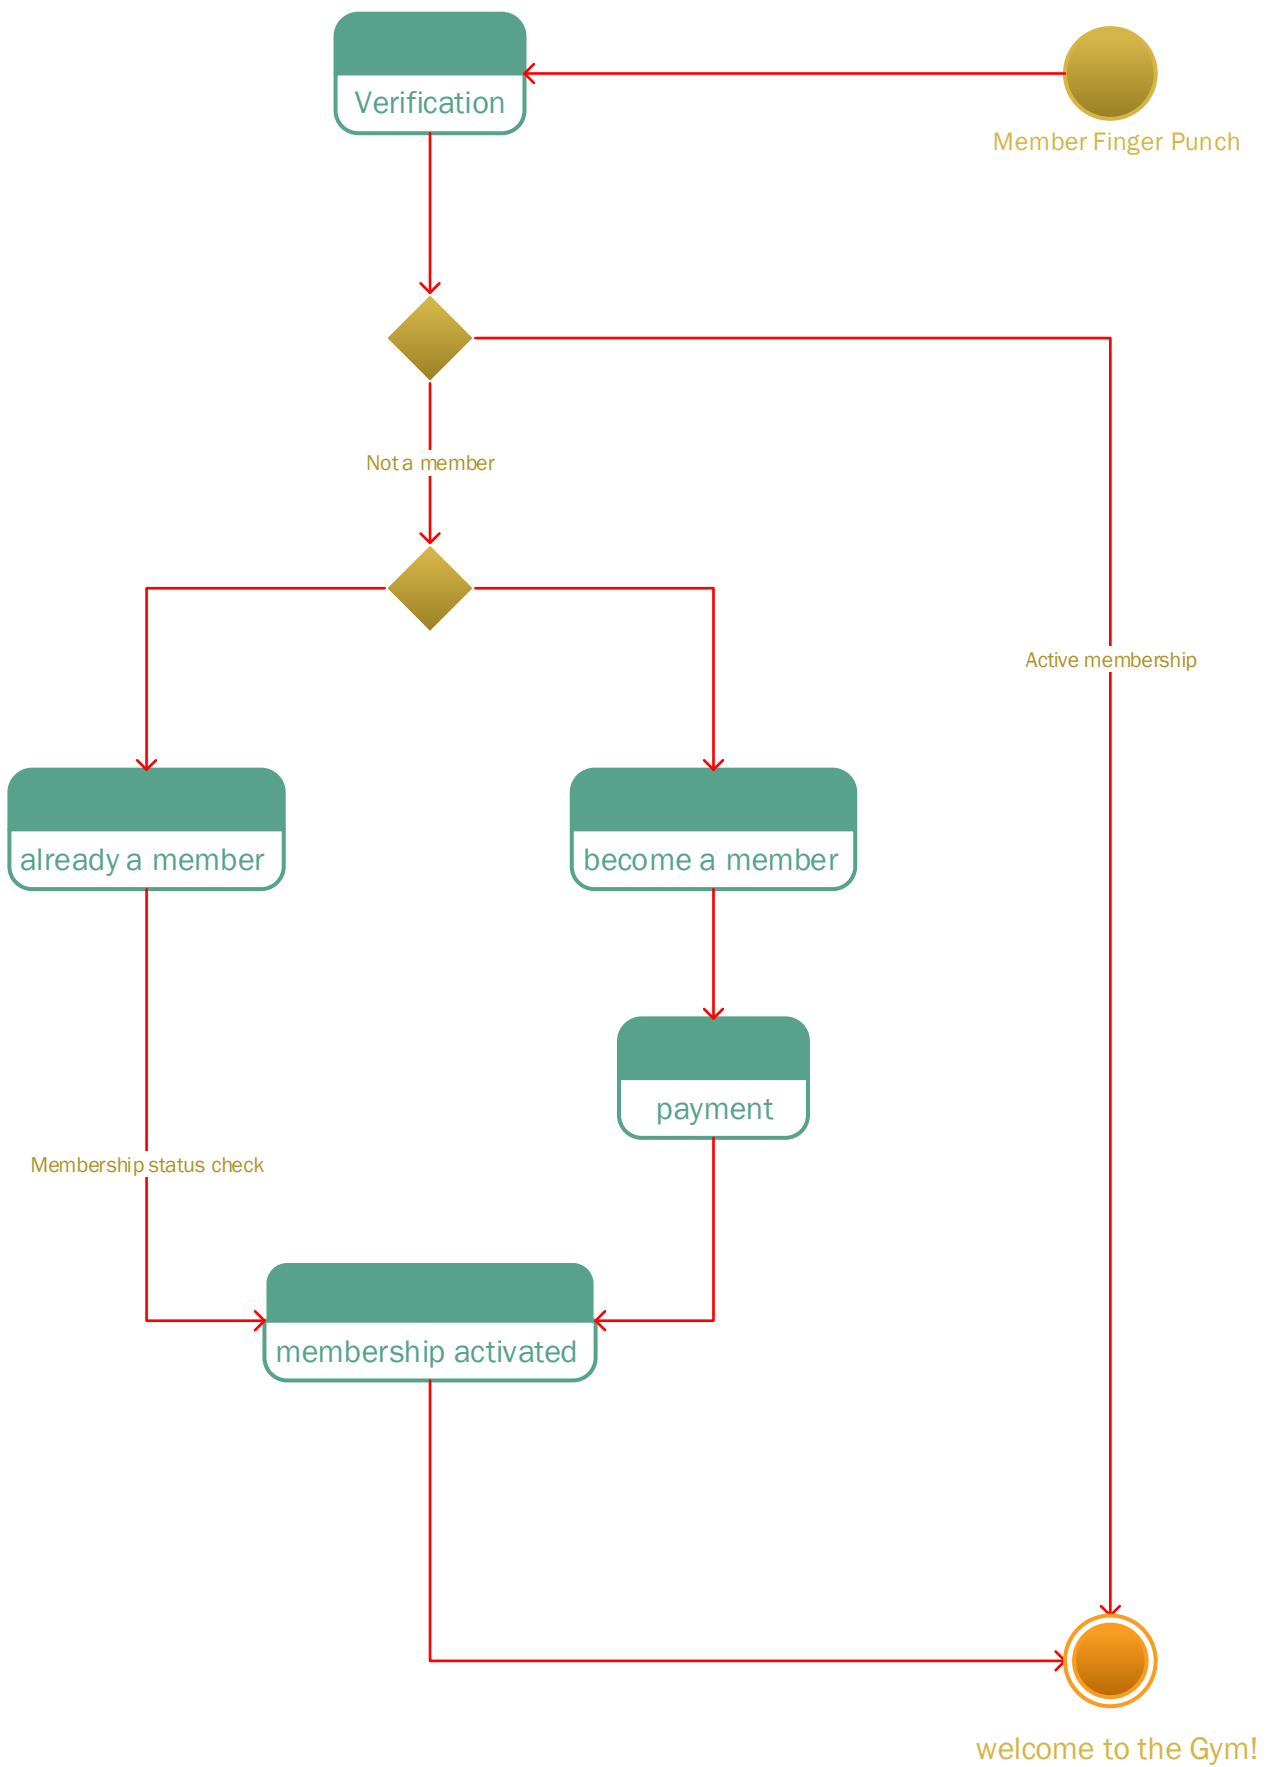 Verification
Member Finger Punch
Not a member
Active membership
already a member
become a member
payment
Membership status check
membership activated
welcome to the Gym!